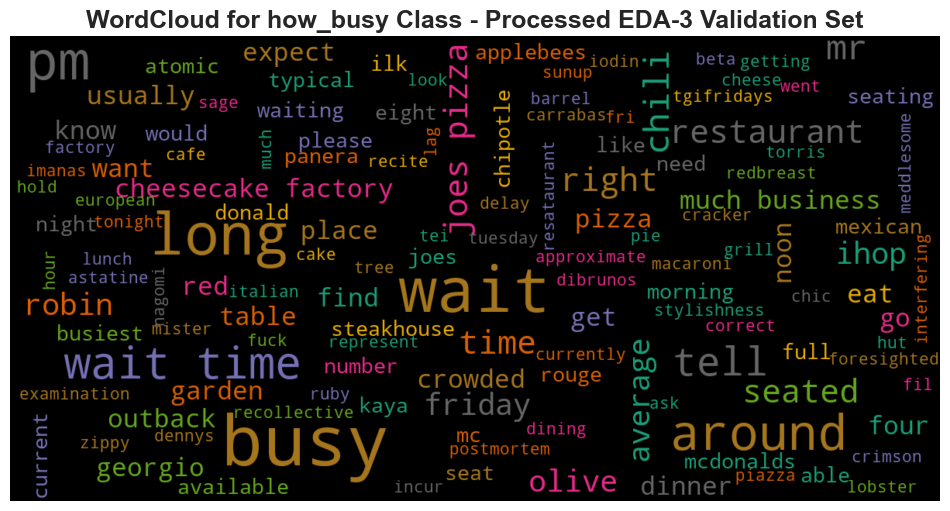 WordCloud for how_busy Class - Processed EDA-3 Validation Set
pm
atomic
expect
ilk
typical
look
applebees
sunup
iodin
mr
beta
getting
cheese
went
usually
sage
waiting
eight
joes pizza
chipotle
barrel
carrabas
fri
chili
tgifridays
seating
know
factory
would
cafe
much
please
panera
recite
lag
like
restaurant
torris
need
redbreast
meddlesome
imanas
want
hold
european
cheesecake factory
delay
resataurant
right
much business
night
tonight
donald
long
place
cake
tei
tuesday
pizza
pie
cracker
grill
noon
mexican
ihop
hour
lunch
astatine
magomi
tree
joes
approximate
dibrunos
macaroni
chic
robin
red
italian
find
wait
morning
stylishness
correct
eat
go
interfering
busiest
mister
table
steakhouse
represent
fuck
time
get
full
hut
foresighted
wait time
number
currently
rouge
tell
examination
garden
ruby
crowded
average
seated
fil
current
outback
recollective
kaya
friday
ask
zippy
dennys
busy
mc
postmortem
dining
around
four
georgio
available
incur
seat
olive
dinner
mcdonalds
piazza
able
crimson
lobster